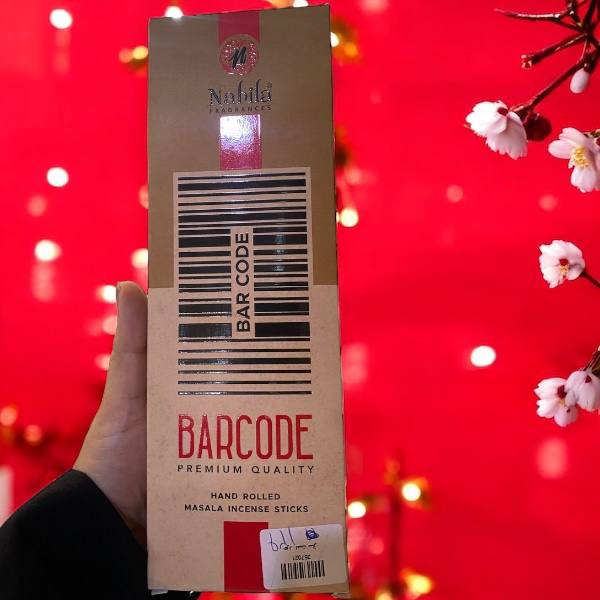 Nabila
FRAGRANCES
BAR CODE
BARCODE
PREMIUM QUALITY
HAND ROLLED
MASALA INCENSE STICKS